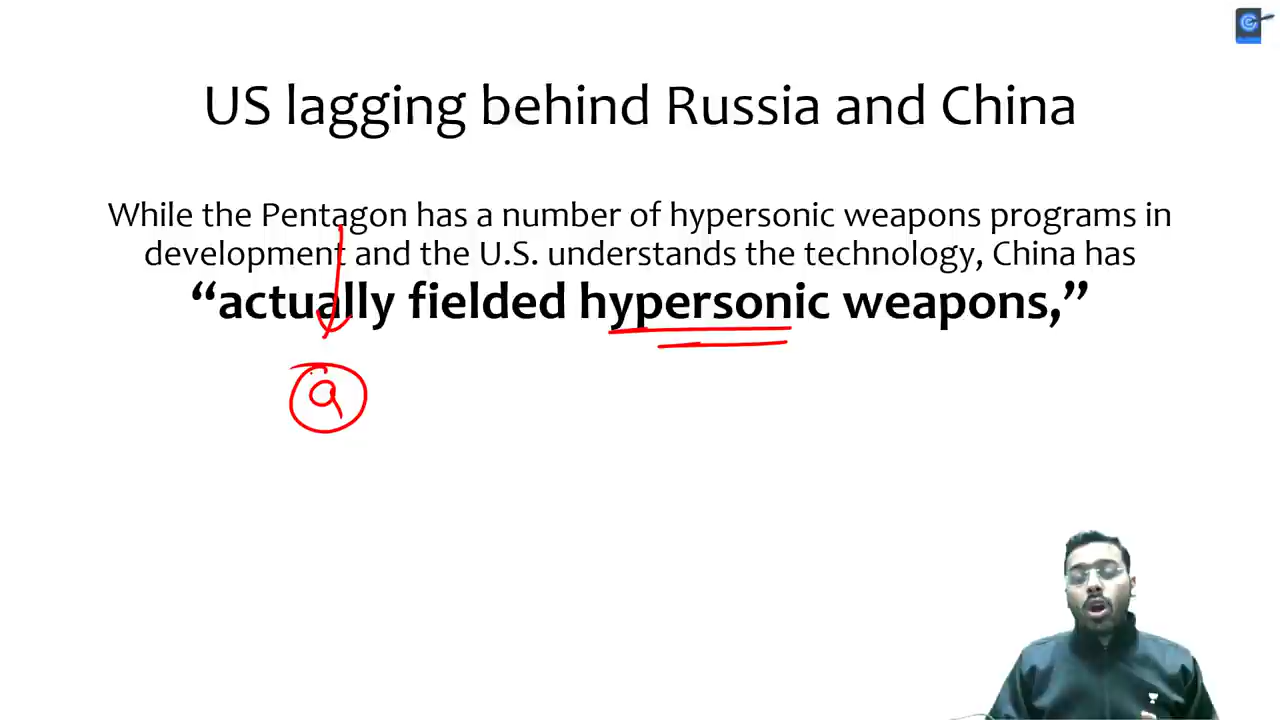 US lagging behind Russia and China
While the Pentagon has a number of hypersonic weapons programs in
development and the U.S. understands the technology, China has
“actually fielded hypersonic weapons,”
9